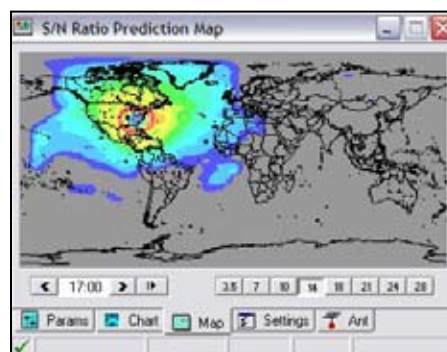 S/N Ratio Prediction Map
17:00 3.5 7 10 14 18 21 24 28
Params Chart Map Settings Ant